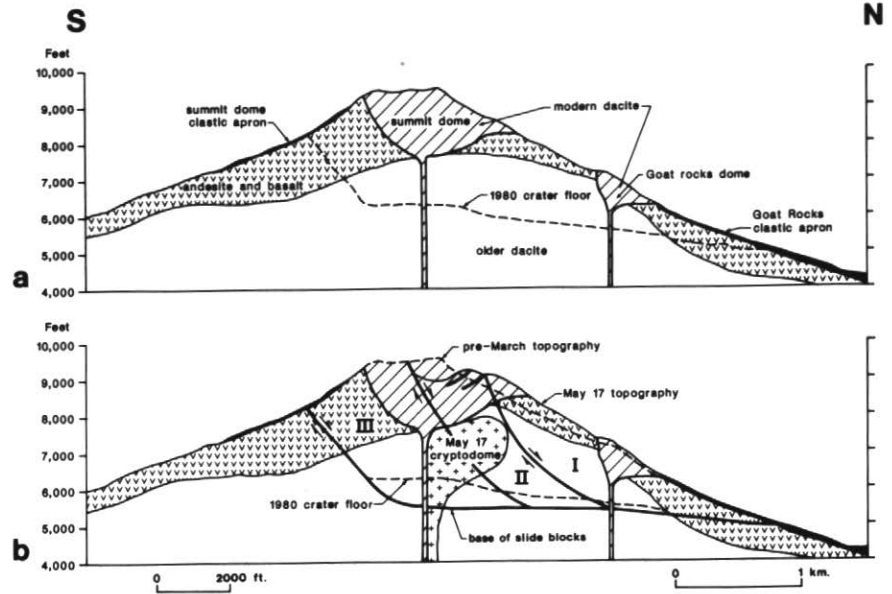 S
N
Feet
10,000
9,000
8,000
7,000
6,000
5,000
4,000
summit dome
clastic apron
summit dome
modern dacite
andesite and basalt
Goat rocks dome
1980 crater floor
Goat Rocks
clastic apron
older dacite
a
Feet
10,000
9,000
8,000
7,000
6,000
5,000
4,000
pre-March topography
May 17 topography
III
May 17
cryptodome
I
II
1980 crater floor
base of slide blocks
b
0 2000 ft.
0 1 km.